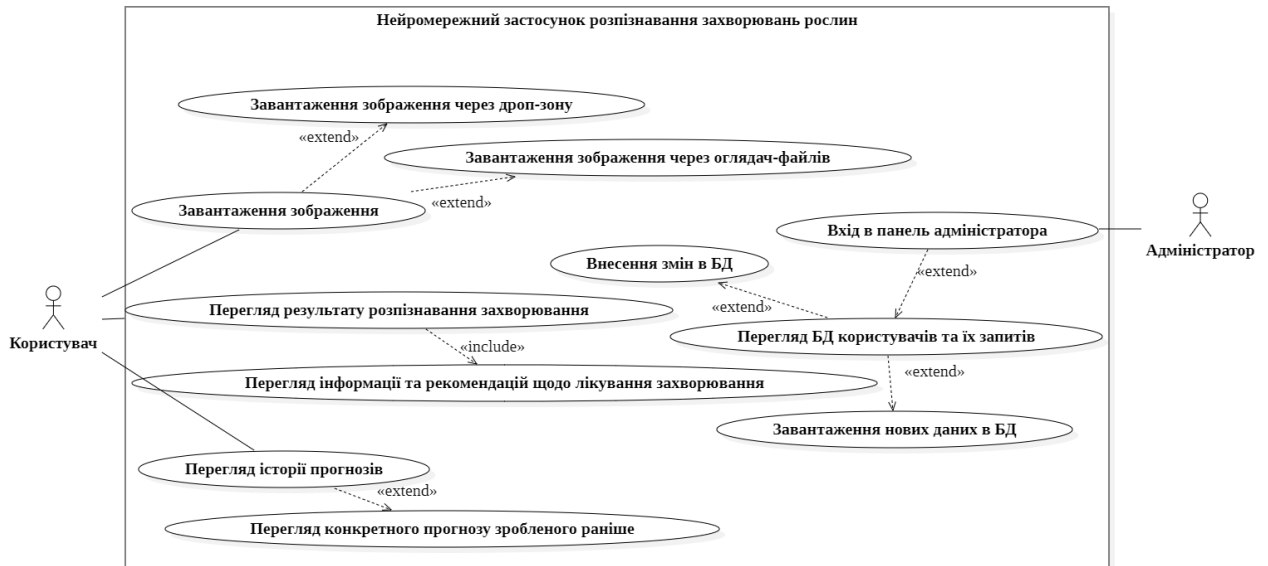 Нейромережний застосунок розпізнавання захворювань рослин
Завантаження зображення через дроп-зону
«extend»
Завантаження зображення через оглядач-файлів
«extend»
Завантаження зображення
Вхід в панель адміністратора
Адміністратор
«extend»
Внесення змін в БД
«extend»
Перегляд результату розпізнавання захворювання
Користувач
Перегляд БД користувачів та їх запитів
«include»
«extend»
Перегляд інформації та рекомендацій щодо лікування захворювання
Завантаження нових даних в БД
Перегляд історії прогнозів
«extend»
Перегляд конкретного прогнозу зробленого раніше